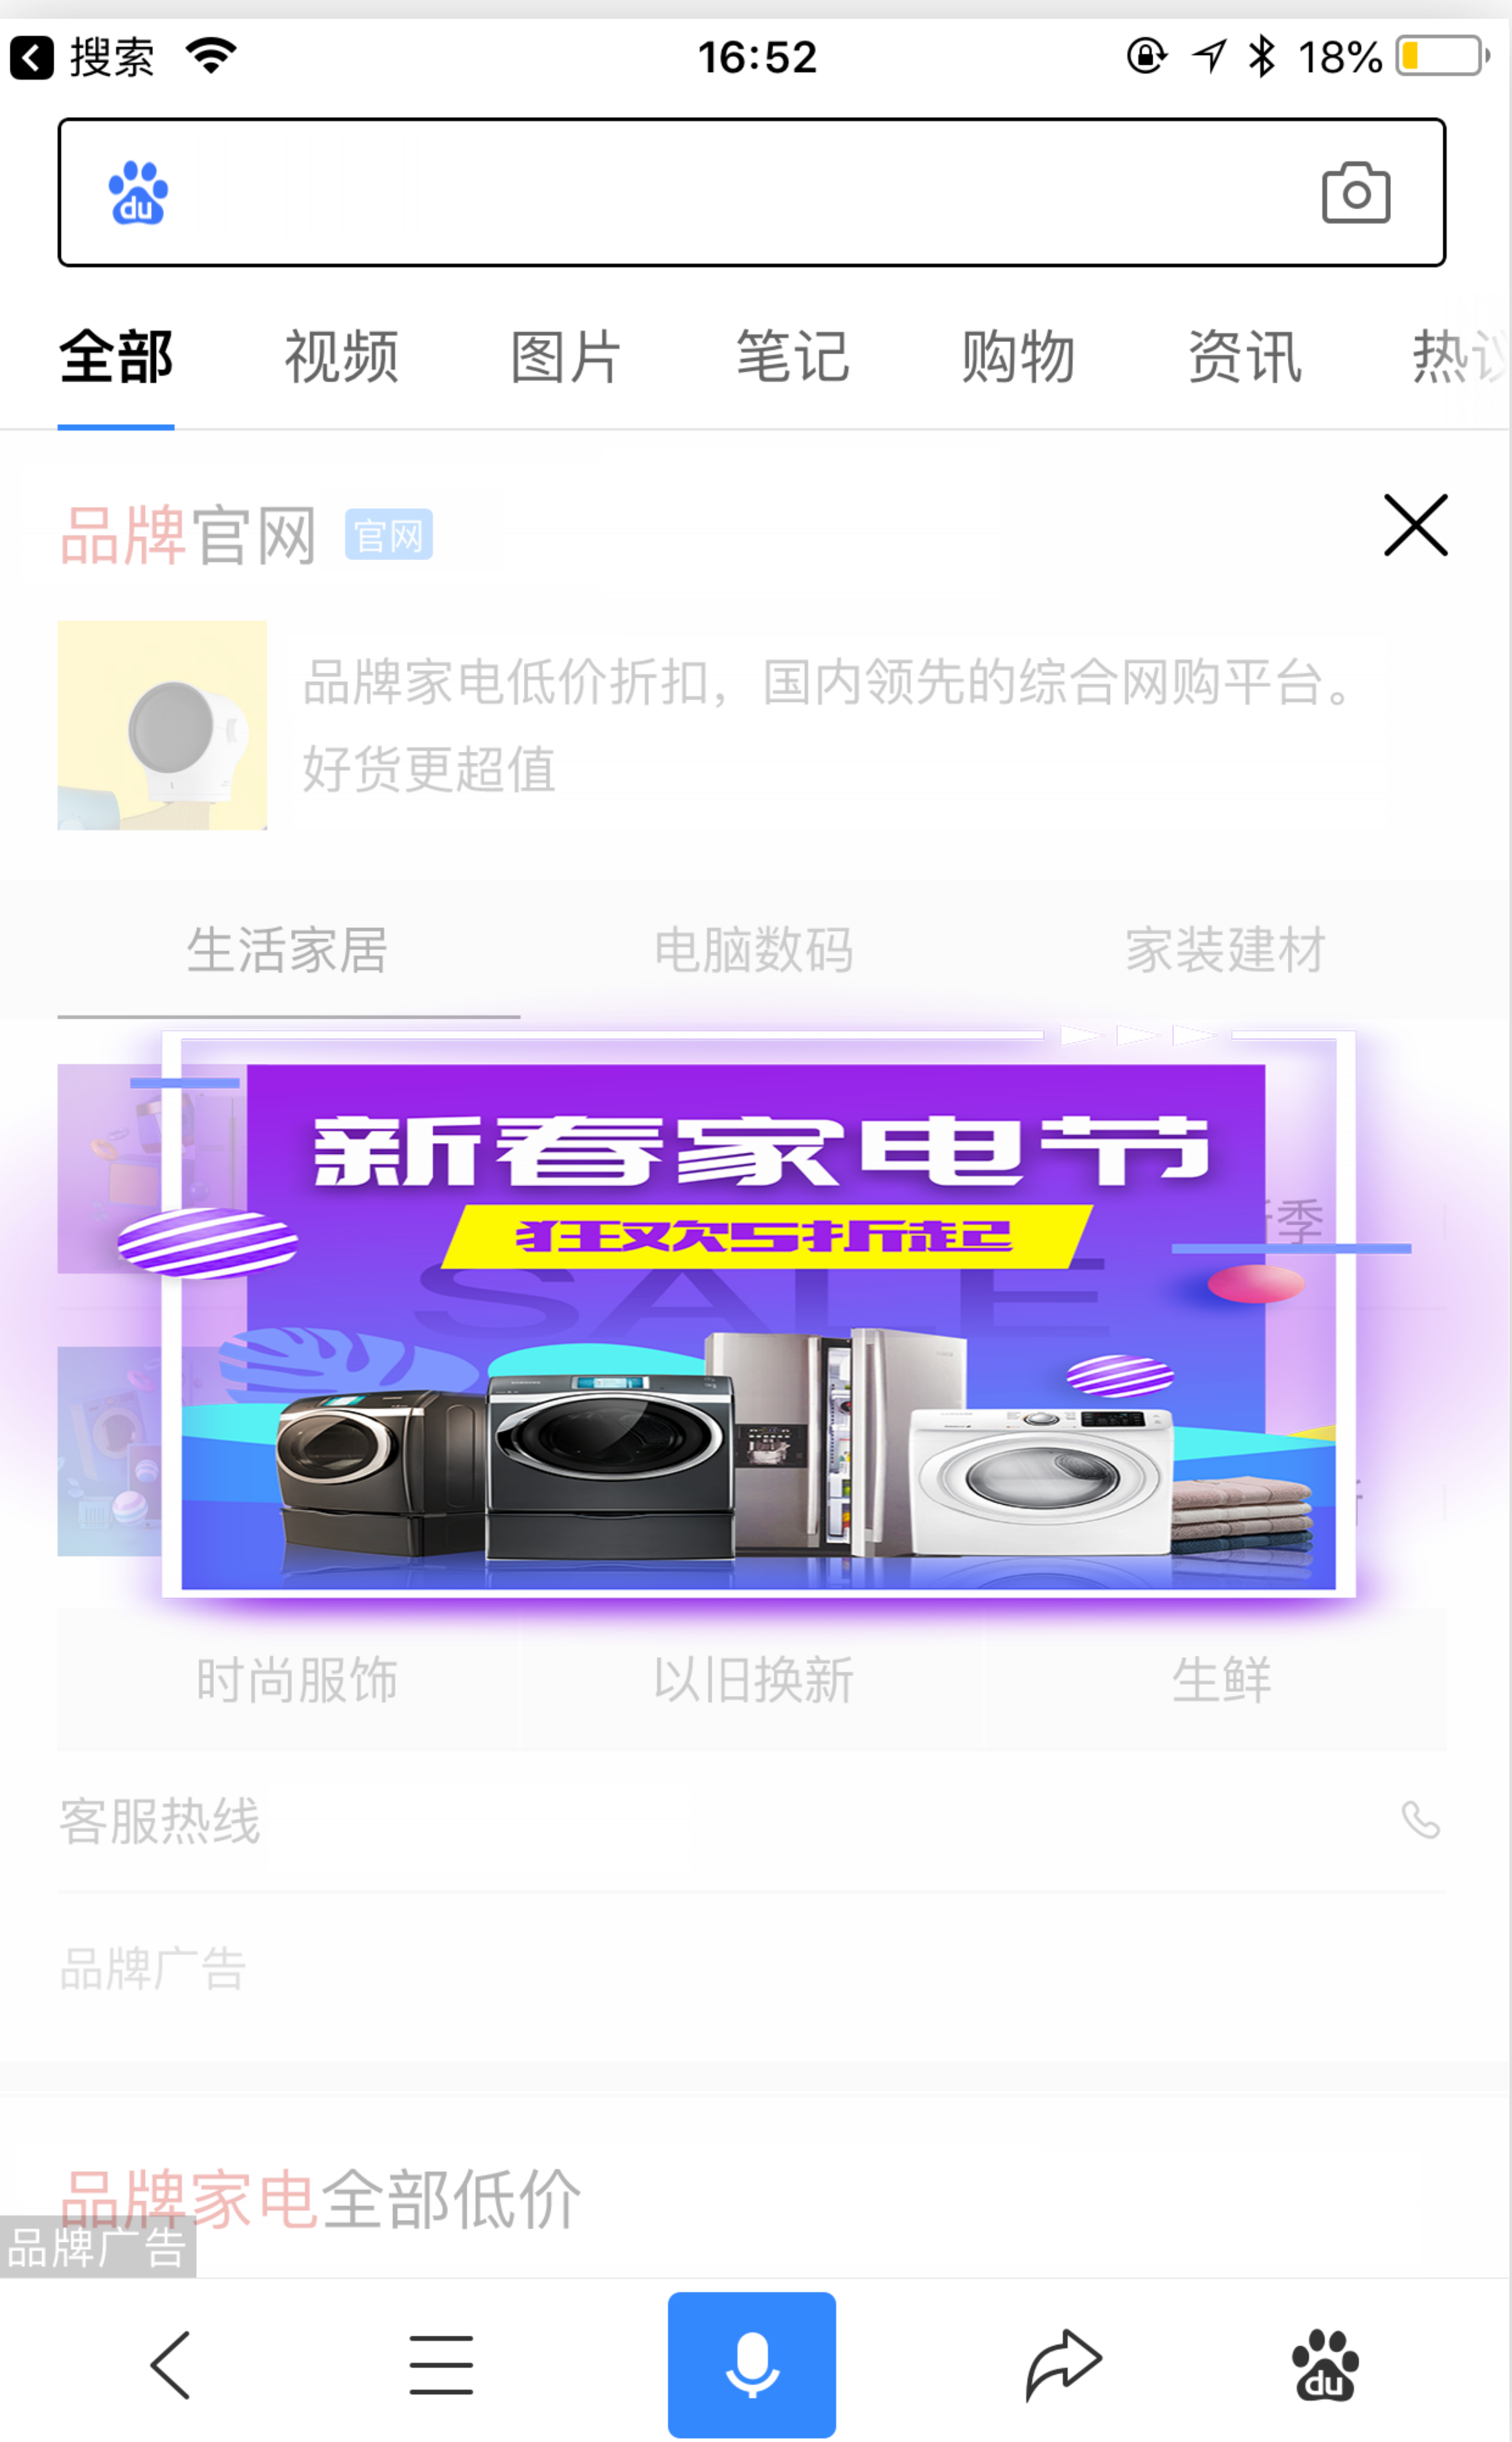 搜索
16:52
18%
du
全部 视频 图片 笔记 购物 资讯 热议
品牌官网 官网
品牌家电低价折扣，国内领先的综合网购平台。
好货更超值
生活家居 电脑数码 家装建材
新春家电节
狂欢5折起
SALE
季
时尚服饰 以旧换新 生鲜
客服热线
品牌广告
品牌家电全部低价
品牌广告
du